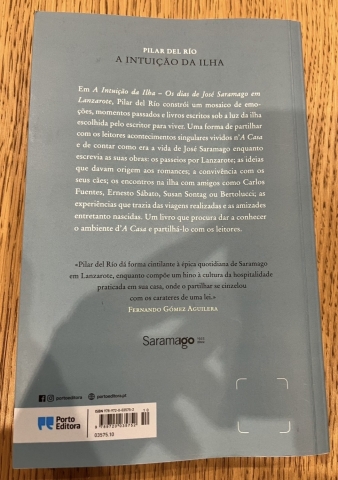 PILAR DEL RÍO
A INTUIÇÃO DA ILHA
Em A Intuição da Ilha – Os dias de José Saramago em
Lanzarote, Pilar del Río constrói um mosaico de emo-
ções, momentos passados e livros escritos sob a luz da ilha
escolhida pelo escritor para viver. Uma forma de partilhar
com os leitores acontecimentos singulares vividos n'A Casa
e de contar como era a vida de José Saramago enquanto
escrevia as suas obras: os passeios por Lanzarote; as ideias
que davam origem aos romances; a convivência com os
seus cães; os encontros na ilha com amigos como Carlos
Fuentes, Ernesto Sábato, Susan Sontag ou Bertolucci; as
experiências que trazia das viagens realizadas e as amizades
entretanto nascidas. Um livro que procura dar a conhecer
o ambiente d'A Casa e partilhá-lo com os leitores.
«Pilar del Río dá forma cintilante à épica quotidiana de Saramago
em Lanzarote, enquanto compõe um hino à cultura da hospitalidade
praticada em sua casa, onde o partilhar se cinzelou
com os carateres de uma lei.»
FERNANDO GÓMEZ AGUILERA
Saramago
portoeditora
portoeditora.pt
Porto
Editora
ISBN
03575.10